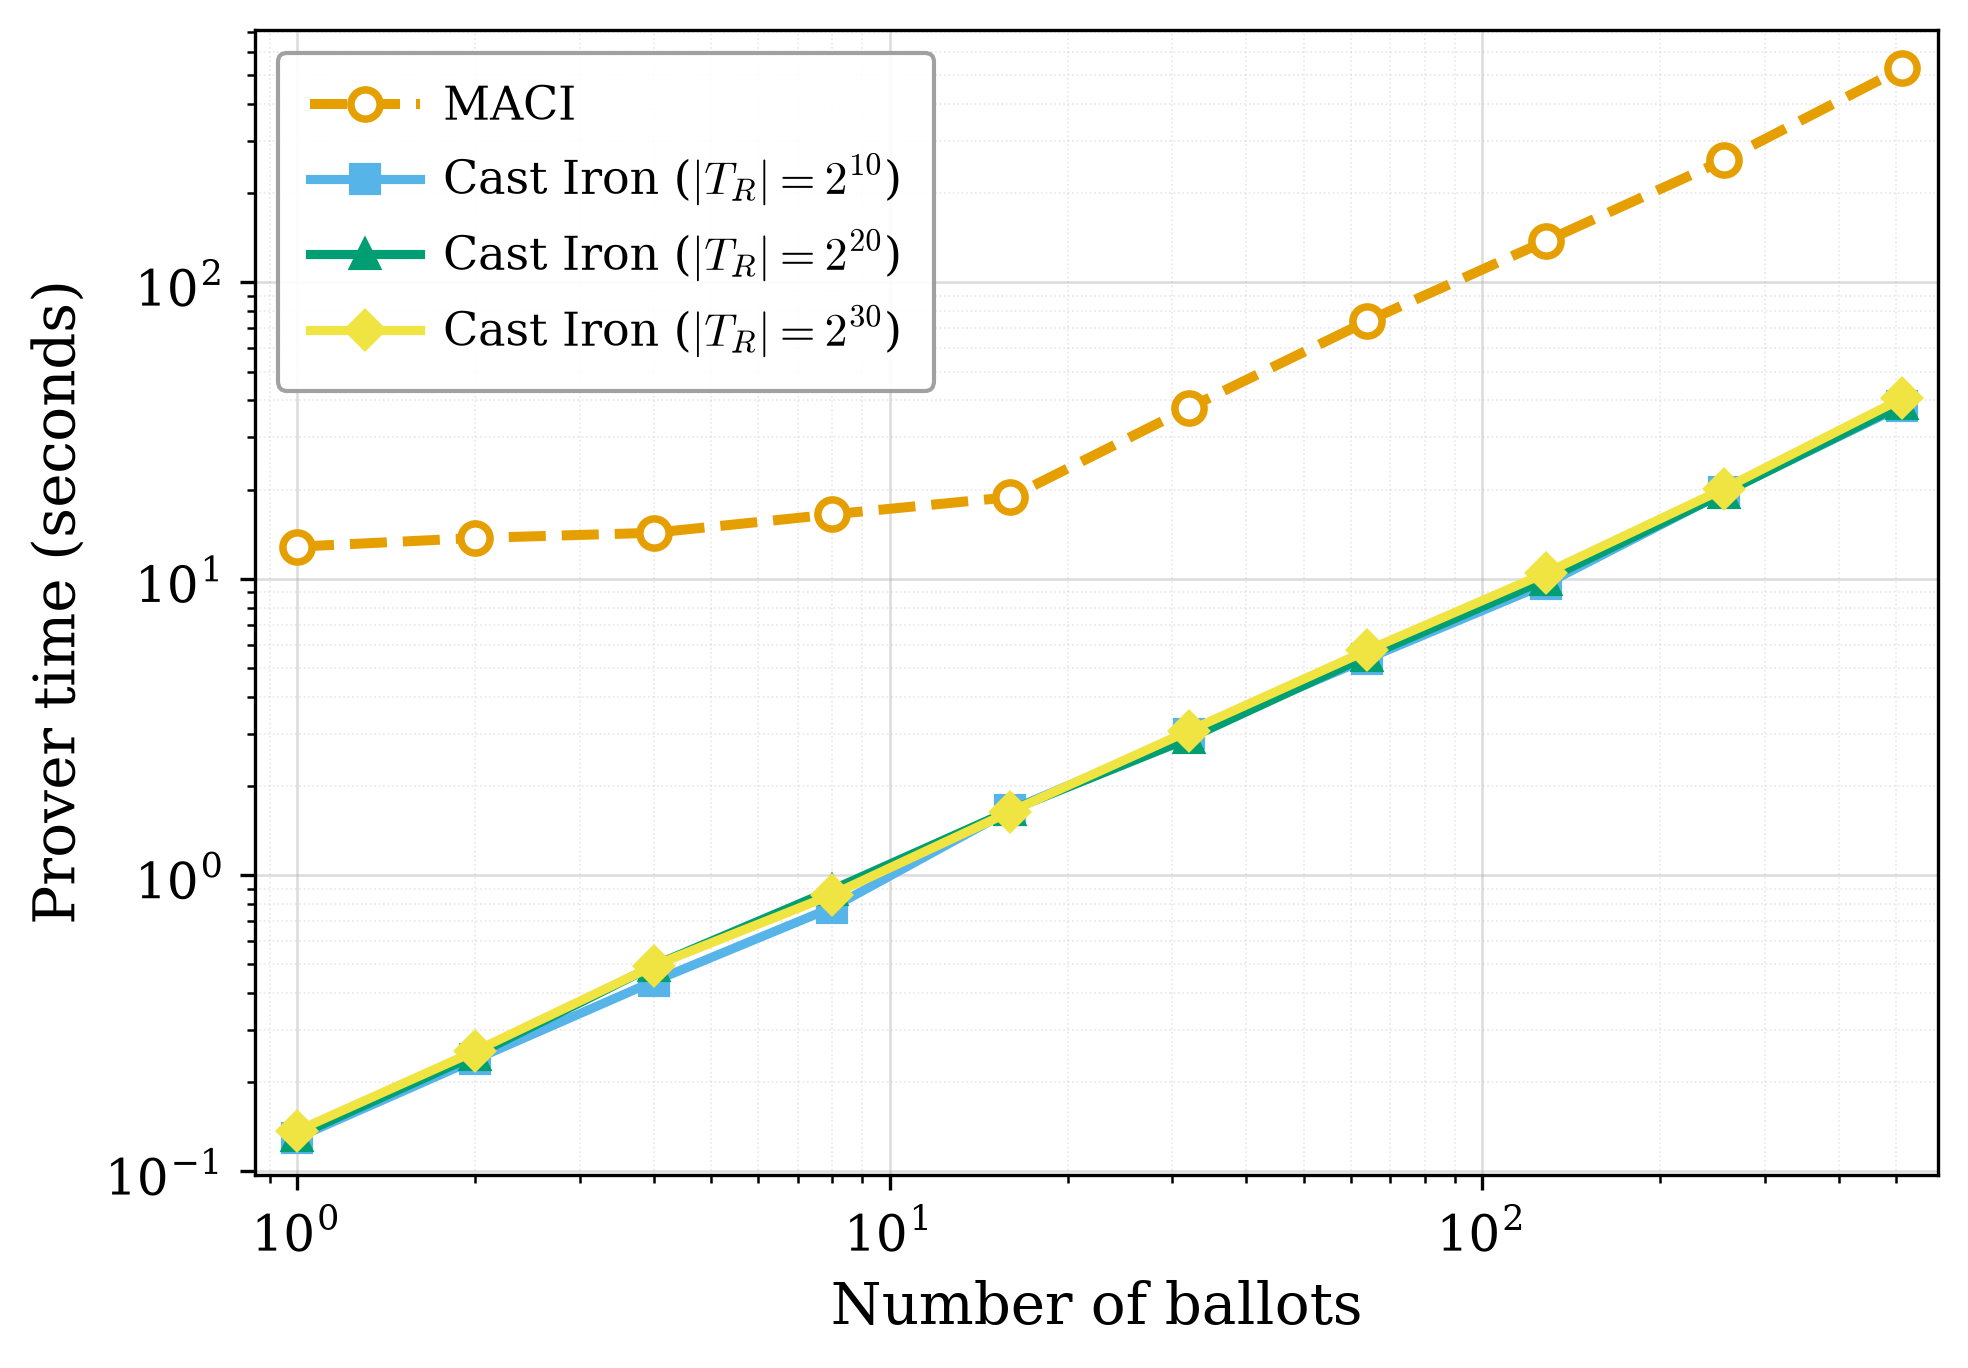 MACI
Cast Iron (|T_R| = 2^10)
Cast Iron (|T_R| = 2^20)
Cast Iron (|T_R| = 2^30)
Prover time (seconds)
10^2
10^1
10^0
10^−1
10^0 10^1 10^2
Number of ballots